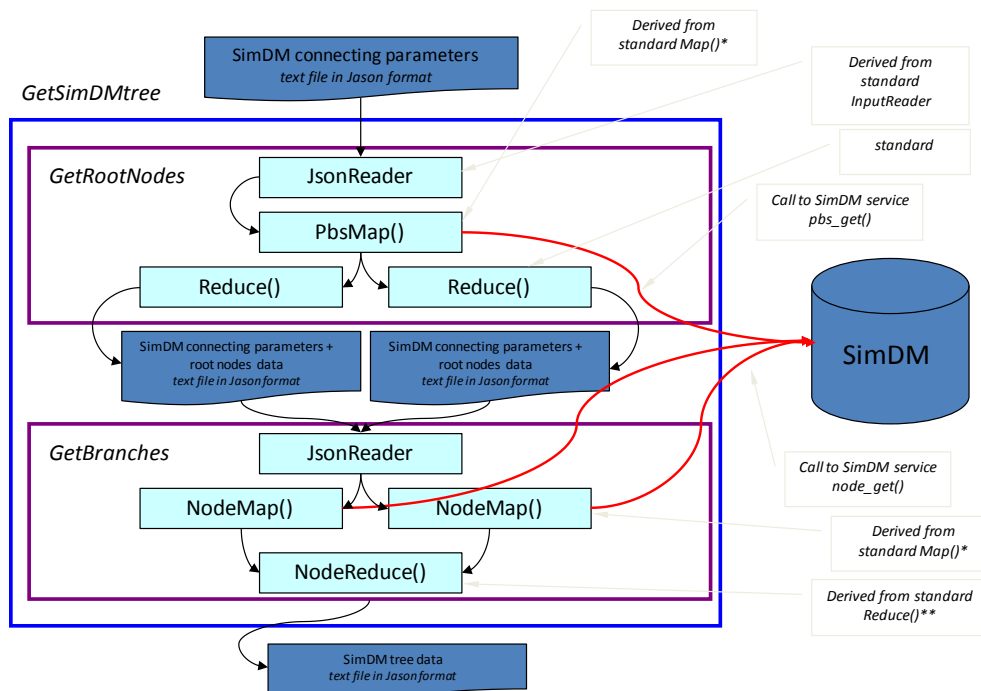 SimDM connecting parameters
text file in Jason format
Derived from
standard Map()*
Derived from
standard
InputReader
GetSimDMtree
standard
GetRootNodes
JsonReader
Call to SimDM service
pbs_get()
PbsMap()
Reduce()
Reduce()
SimDM connecting parameters +
root nodes data
text file in Jason format
SimDM connecting parameters +
root nodes data
text file in Jason format
SimDM
GetBranches
JsonReader
Call to SimDM service
node_get()
NodeMap()
NodeMap()
Derived from
standard Map()*
NodeReduce()
Derived from standard
Reduce()**
SimDM tree data
text file in Jason format